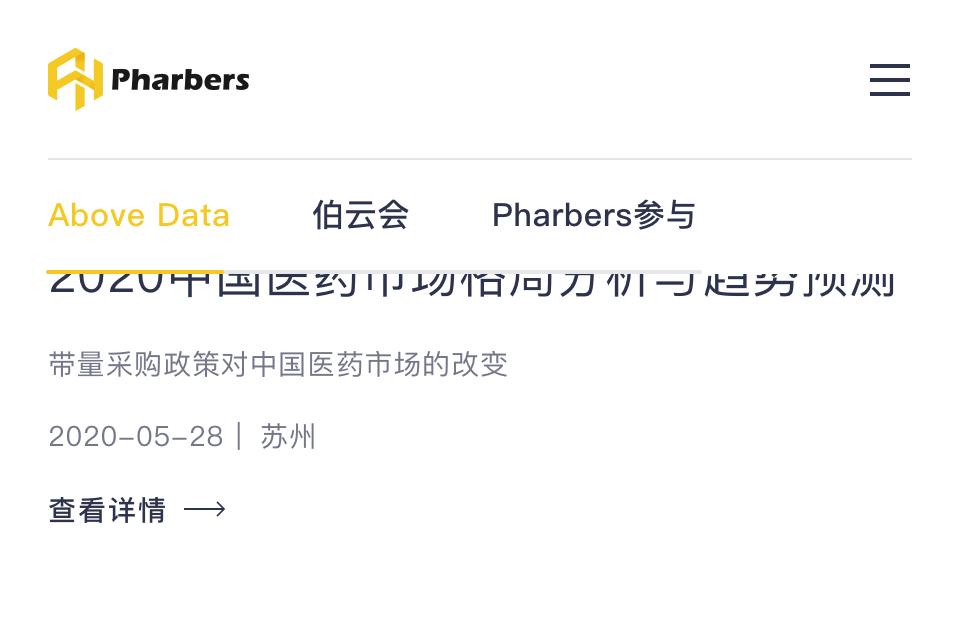 Pharbers
Above Data 伯云会 Pharbers参与
2020中国医药市场格局分析与趋势预测
带量采购政策对中国医药市场的改变
2020-05-28｜ 苏州
查看详情